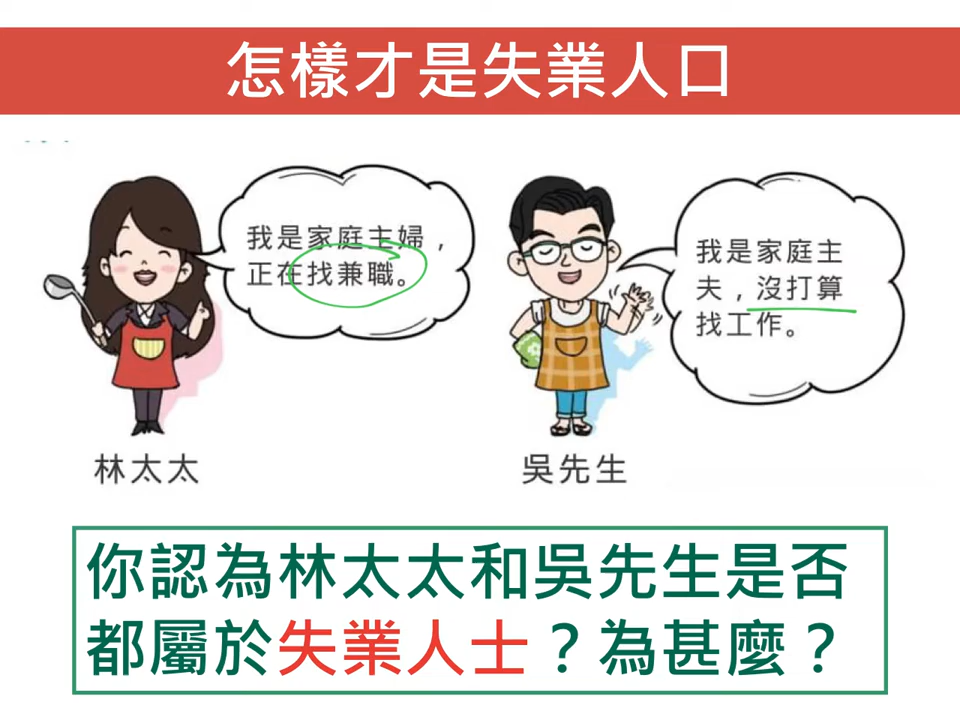 怎樣才是失業人口
我是家庭主婦，
正在找兼職。
我是家庭主
夫，沒打算
找工作。
林太太
吳先生
你認為林太太和吳先生是否
都屬於失業人士？為甚麼？